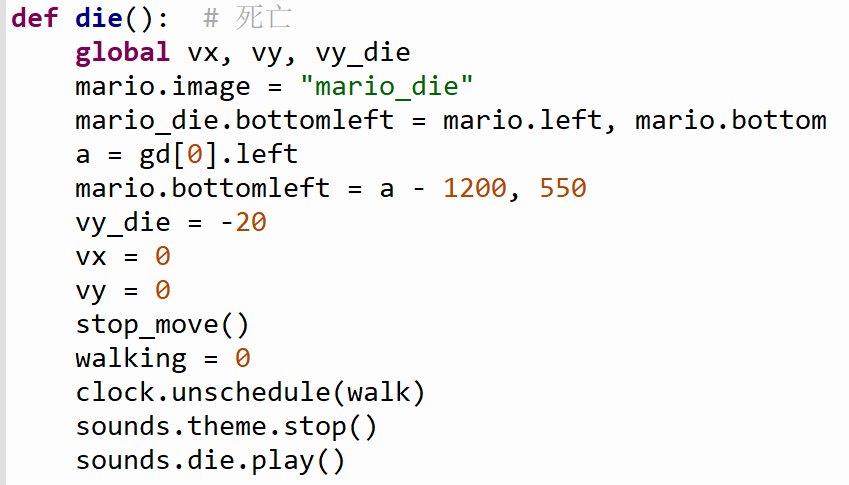 def die():  # 死亡
    global vx, vy, vy_die
    mario.image = "mario_die"
    mario_die.bottomleft = mario.left, mario.bottom
    a = gd[0].left
    mario.bottomleft = a - 1200, 550
    vy_die = -20
    vx = 0
    vy = 0
    stop_move()
    walking = 0
    clock.unschedule(walk)
    sounds.theme.stop()
    sounds.die.play()